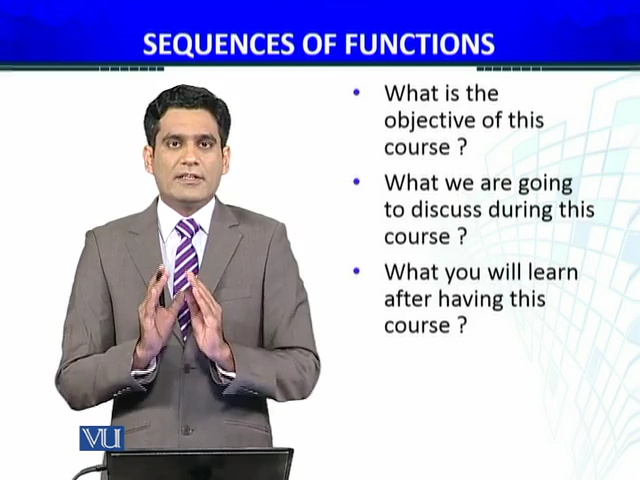 SEQUENCES OF FUNCTIONS
• What is the
objective of this
course ?
• What we are going
to discuss during this
course ?
• What you will learn
after having this
course ?
VU